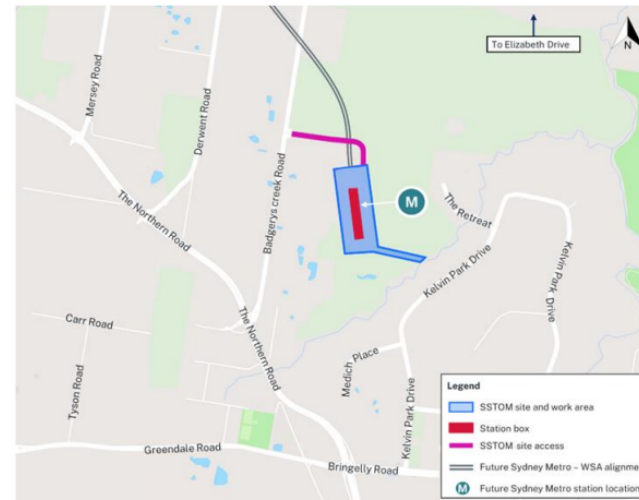 To Elizabeth Drive
N
Mersey Road
Derwent Road
Badgerys creek Road
The Northern Road
M
The Retreat
Kelvin Park Drive
Kelvin Park Drive
Carr Road
Tyson Road
The Northern Road
Medich Place
Kelvin Park Drive
Greendale Road
Bringelly Road
Legend
SSTOM site and work area
Station box
SSTOM site access
Future Sydney Metro – WSA alignme
M Future Sydney Metro station location